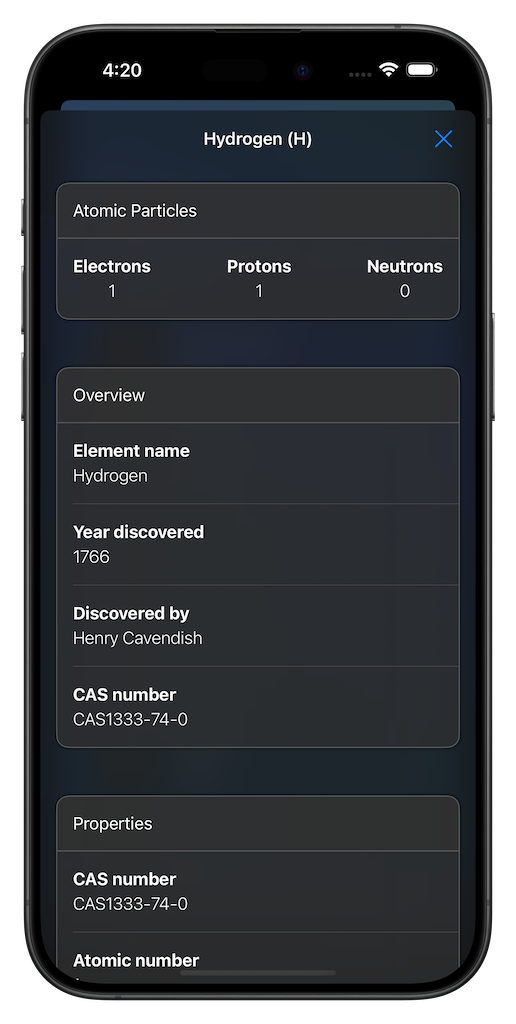 4:20
Hydrogen (H)
Atomic Particles
Electrons Protons Neutrons
1 1 0
Overview
Element name
Hydrogen
Year discovered
1766
Discovered by
Henry Cavendish
CAS number
CAS1333-74-0
Properties
CAS number
CAS1333-74-0
Atomic number